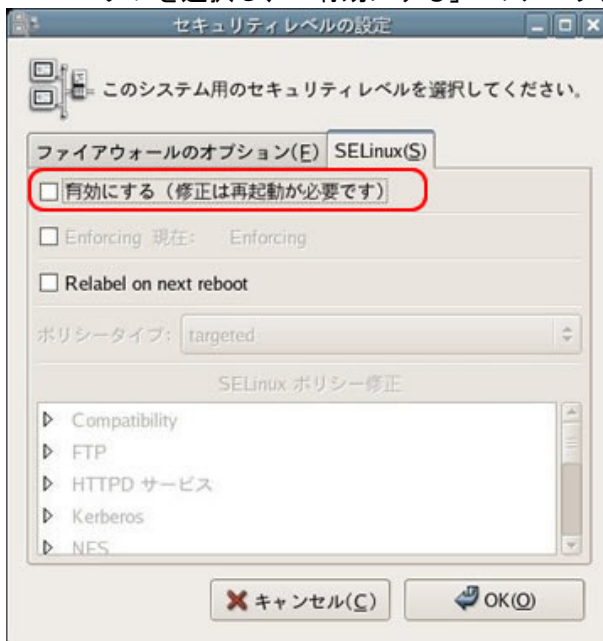 セキュリティレベルの設定
このシステム用のセキュリティレベルを選択してください。
ファイアウォールのオプション(F) SELinux(S)
有効にする（修正は再起動が必要です）
Enforcing 現在： Enforcing
Relabel on next reboot
ポリシータイプ： targeted
SELinux ポリシー修正
Compatibility
FTP
HTTPD サービス
Kerberos
NFS
キャンセル(C) OK(O)